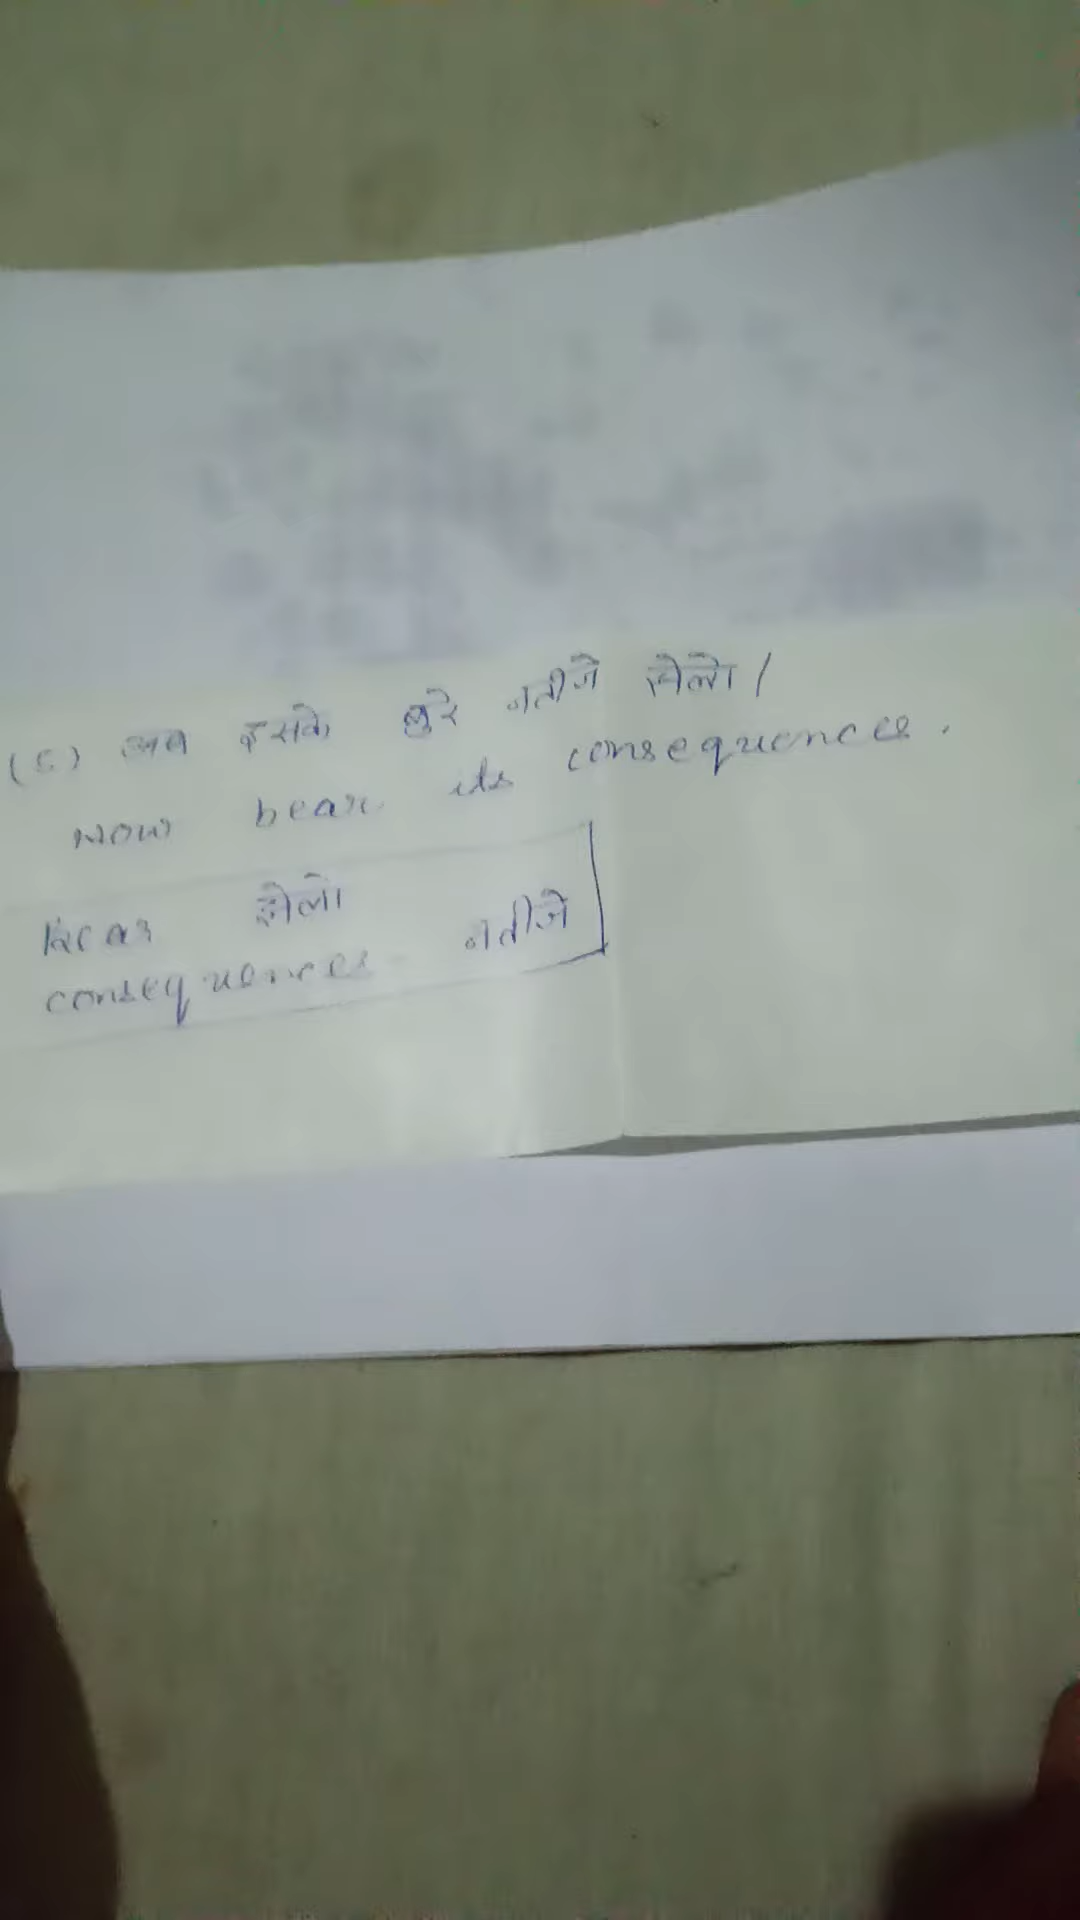 (5) अब इसके बुरे नतीजे झेलो।
Now bear its consequences.
Bear झेलो
consequences - नतीजे